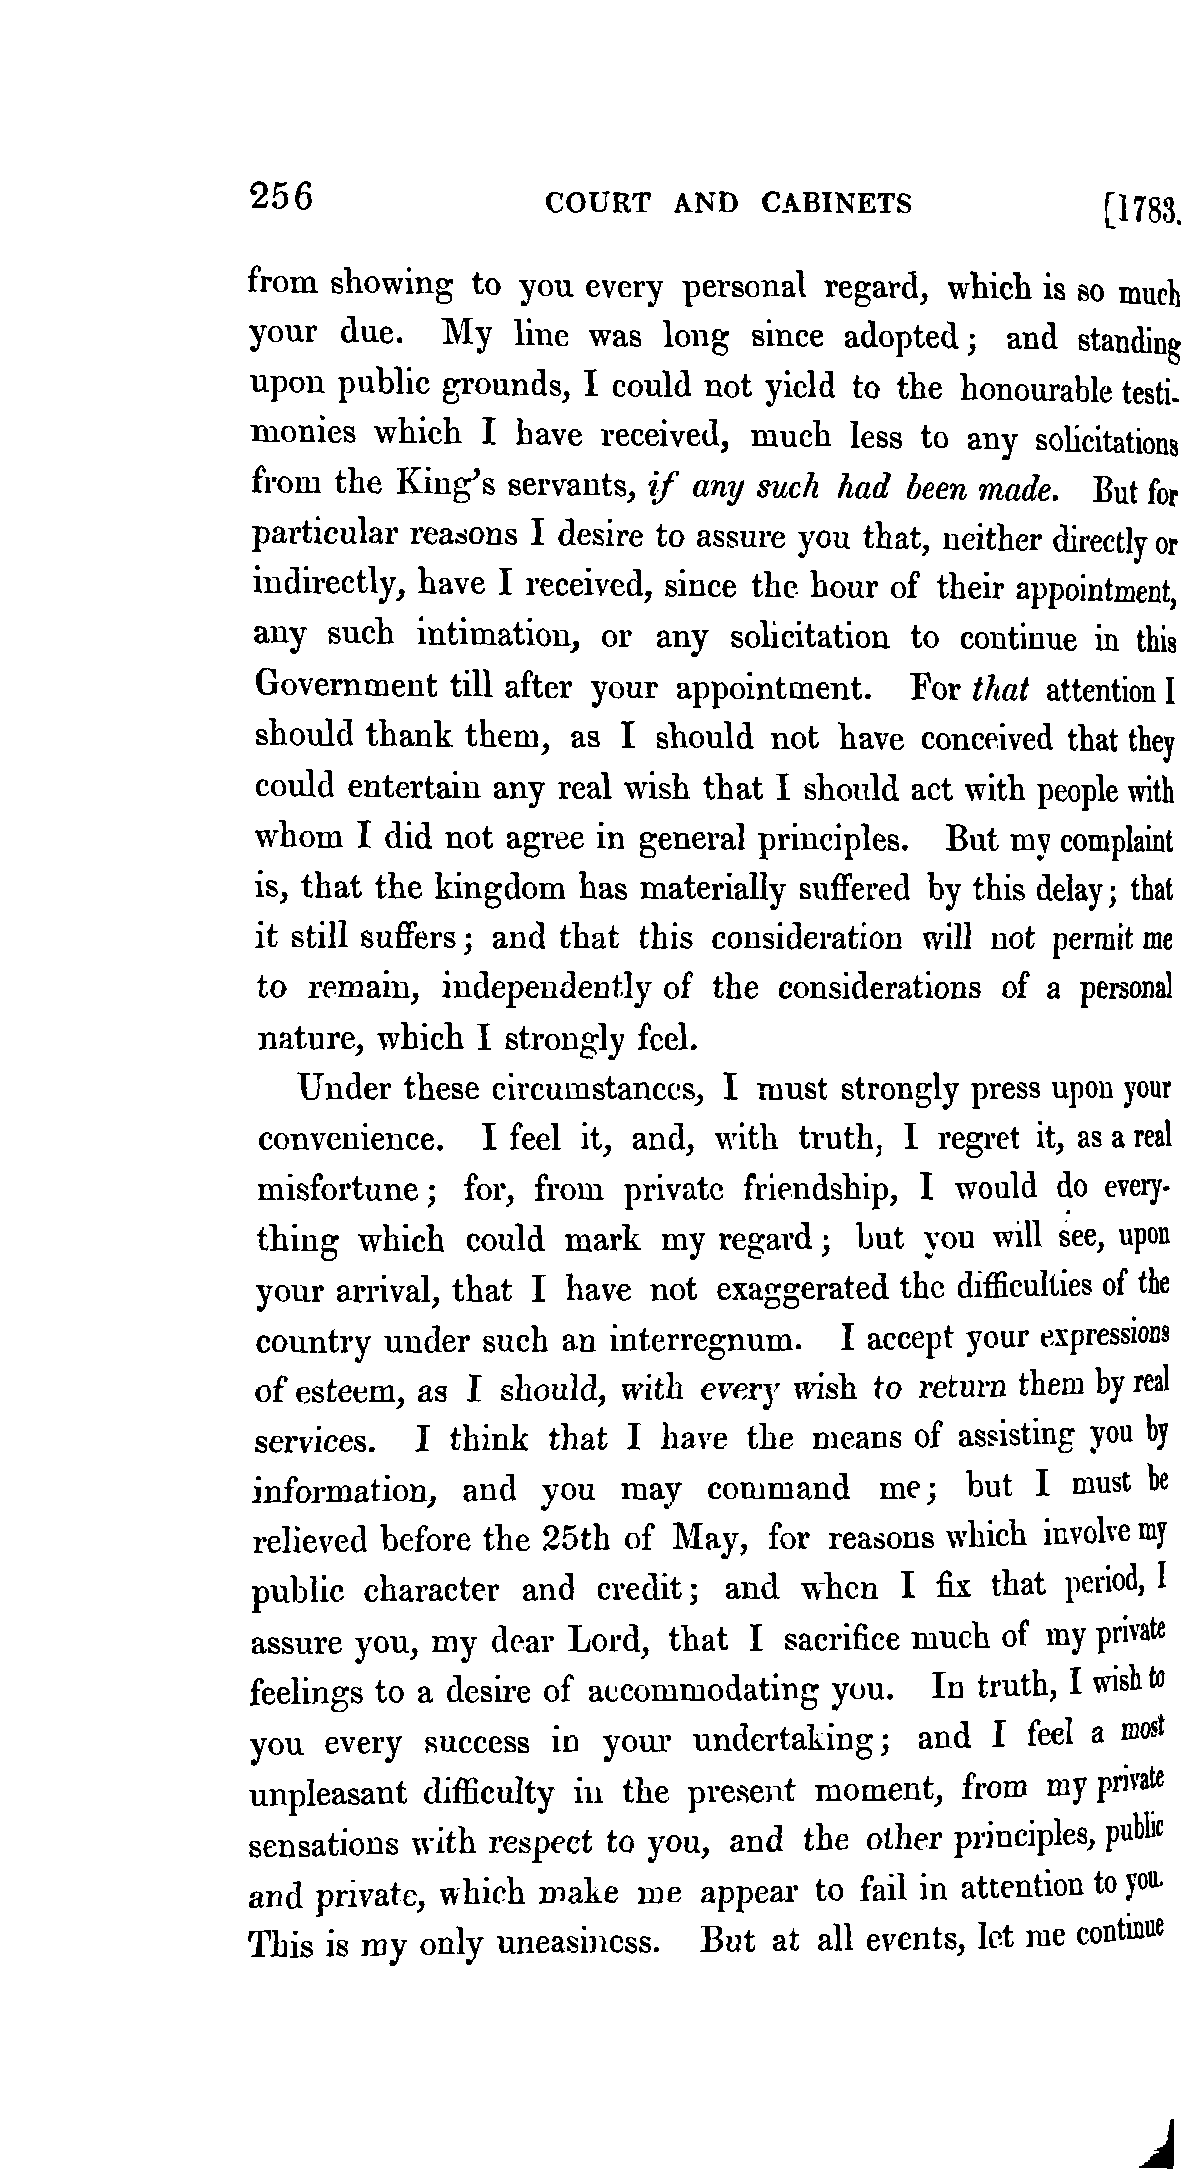 256 COURT AND CABINETS [1783.
from showing to you every personal regard, which is so much
your due. My line was long since adopted; and standing
upon public grounds, I could not yield to the honourable testi-
monies which I have received, much less to any solicitations
from the King's servants, if any such had been made. But for
particular reasons I desire to assure you that, neither directly or
indirectly, have I received, since the hour of their appointment,
any such intimation, or any solicitation to continue in this
Government till after your appointment. For that attention I
should thank them, as I should not have conceived that they
could entertain any real wish that I should act with people with
whom I did not agree in general principles. But my complaint
is, that the kingdom has materially suffered by this delay; that
it still suffers; and that this consideration will not permit me
to remain, independently of the considerations of a personal
nature, which I strongly feel.
Under these circumstances, I must strongly press upon your
convenience. I feel it, and, with truth, I regret it, as a real
misfortune; for, from private friendship, I would do every-
thing which could mark my regard; but you will see, upon
your arrival, that I have not exaggerated the difficulties of the
country under such an interregnum. I accept your expressions
of esteem, as I should, with every wish to return them by real
services. I think that I have the means of assisting you by
information, and you may command me; but I must be
relieved before the 25th of May, for reasons which involve my
public character and credit; and when I fix that period, I
assure you, my dear Lord, that I sacrifice much of my private
feelings to a desire of accommodating you. In truth, I wish to
you every success in your undertaking; and I feel a most
unpleasant difficulty in the present moment, from my private
sensations with respect to you, and the other principles, public
and private, which make me appear to fail in attention to you.
This is my only uneasiness. But at all events, let me continue